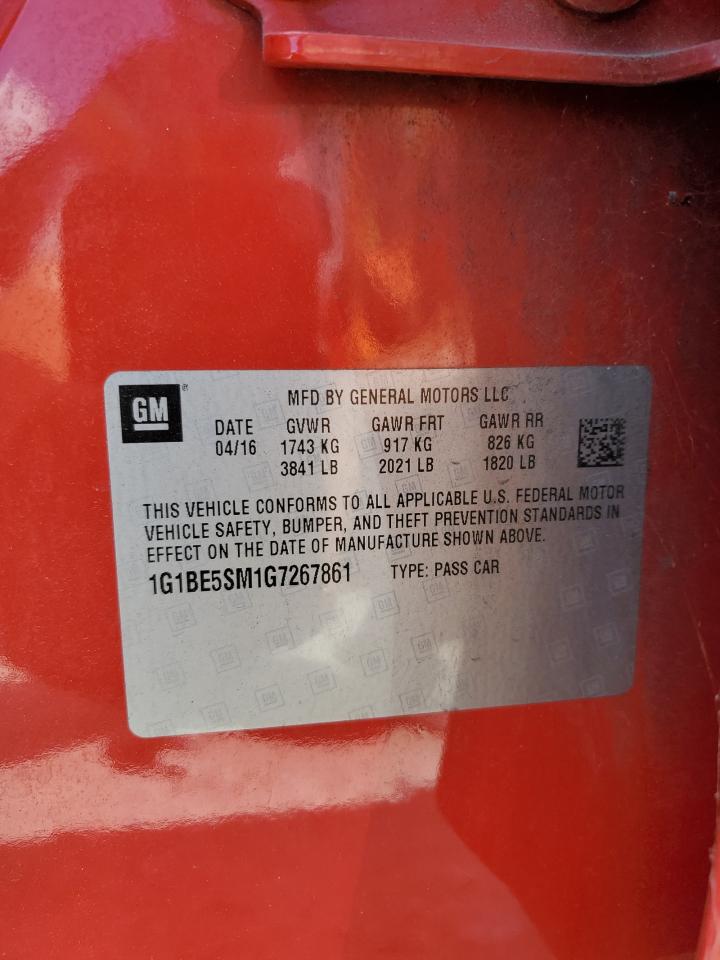 GM
MFD BY GENERAL MOTORS LLC
DATE GVWR GAWR FRT GAWR RR
04/16 1743 KG 917 KG 826 KG
3841 LB 2021 LB 1820 LB
THIS VEHICLE CONFORMS TO ALL APPLICABLE U.S. FEDERAL MOTOR
VEHICLE SAFETY, BUMPER, AND THEFT PREVENTION STANDARDS IN
EFFECT ON THE DATE OF MANUFACTURE SHOWN ABOVE.
1G1BE5SM1G7267861 TYPE: PASS CAR